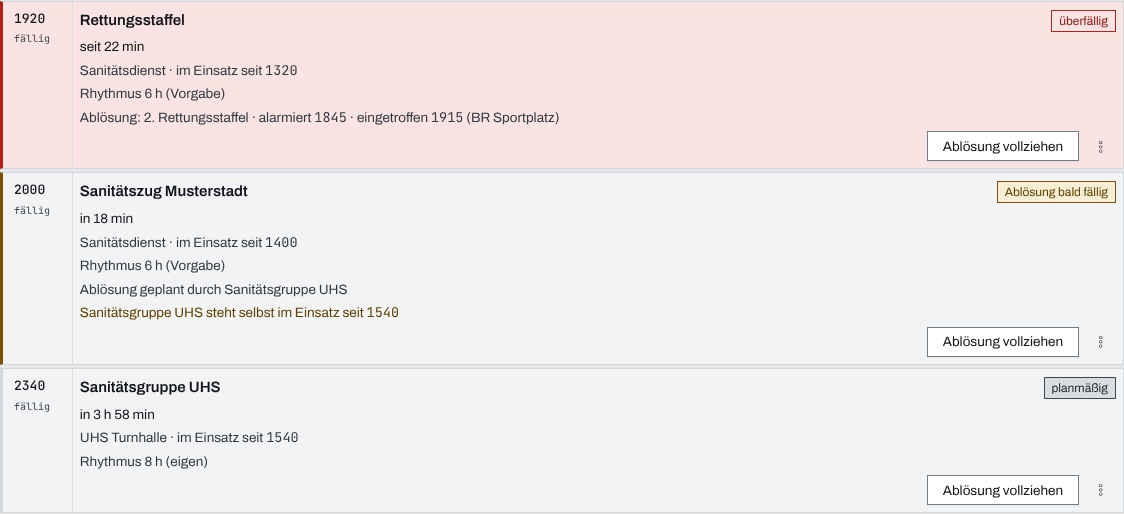 1920
fällig
Rettungsstaffel
überfällig
seit 22 min
Sanitätsdienst · im Einsatz seit 1320
Rhythmus 6 h (Vorgabe)
Ablösung: 2. Rettungsstaffel · alarmiert 1845 · eingetroffen 1915 (BR Sportplatz)
Ablösung vollziehen
2000
fällig
Sanitätszug Musterstadt
Ablösung bald fällig
in 18 min
Sanitätsdienst · im Einsatz seit 1400
Rhythmus 6 h (Vorgabe)
Ablösung geplant durch Sanitätsgruppe UHS
Sanitätsgruppe UHS steht selbst im Einsatz seit 1540
Ablösung vollziehen
2340
fällig
Sanitätsgruppe UHS
planmäßig
in 3 h 58 min
UHS Turnhalle · im Einsatz seit 1540
Rhythmus 8 h (eigen)
Ablösung vollziehen